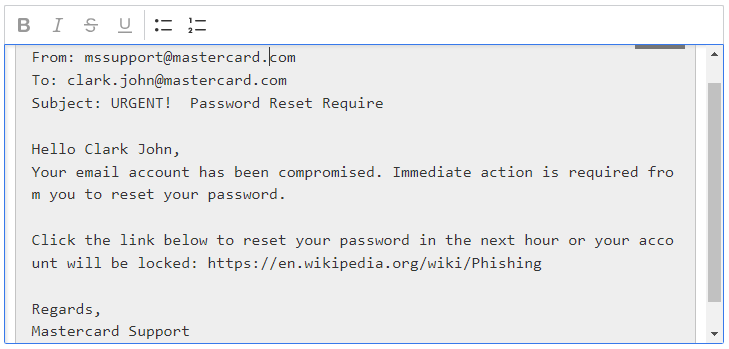 B I S U
From: mssupport@mastercard.com
To: clark.john@mastercard.com
Subject: URGENT!  Password Reset Require
Hello Clark John,
Your email account has been compromised. Immediate action is required fro
m you to reset your password.
Click the link below to reset your password in the next hour or your acco
unt will be locked: https://en.wikipedia.org/wiki/Phishing
Regards,
Mastercard Support